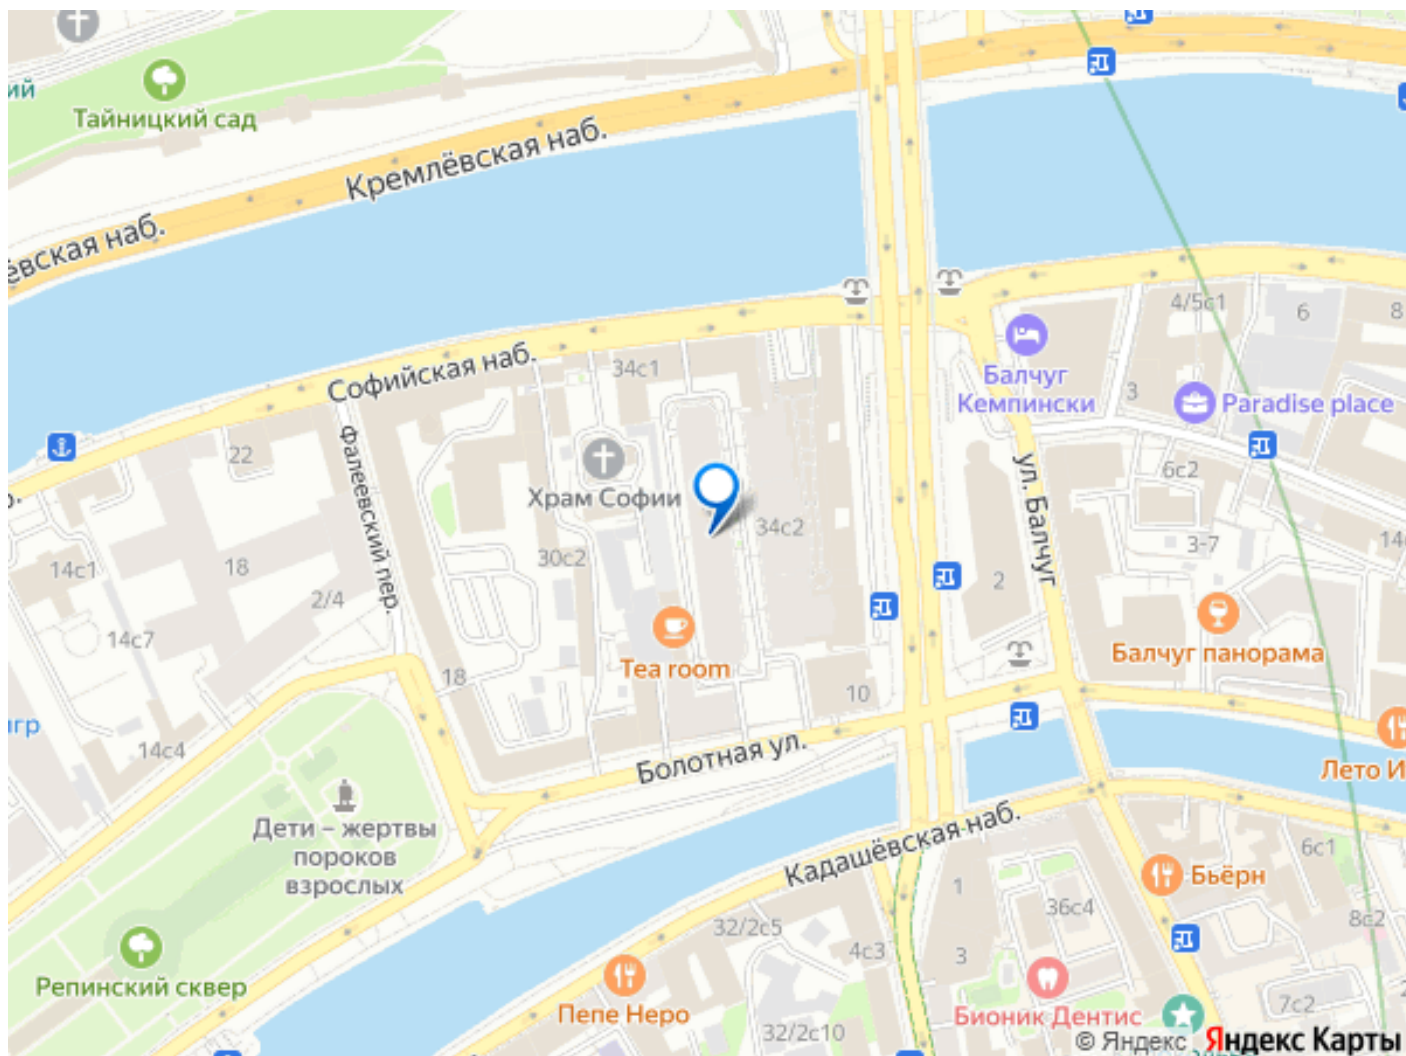 ий
Тайницкий сад
Кремлёвская наб.
ёвская наб.
4/5с1
6
8
Софийская наб.
34с1
Балчуг
Кемпински
3
Paradise place
22
Фалеевский пер.
Храм Софии
ул. Балчуг
6с2
34с2
30с2
3-7
14
14с1
18
2/4
2
14с7
Tea room
Балчуг панорама
18
10
14с4
Болотная ул.
Лето И
Дети – жертвы
пороков
взрослых
Кадашёвская наб.
6с1
Бьёрн
1
36с4
8с2
32/2с5
4с3
3
Репинский сквер
Пепе Неро
Бионик Дентис
7с2
32/2с10
© Яндекс Яндекс Карты